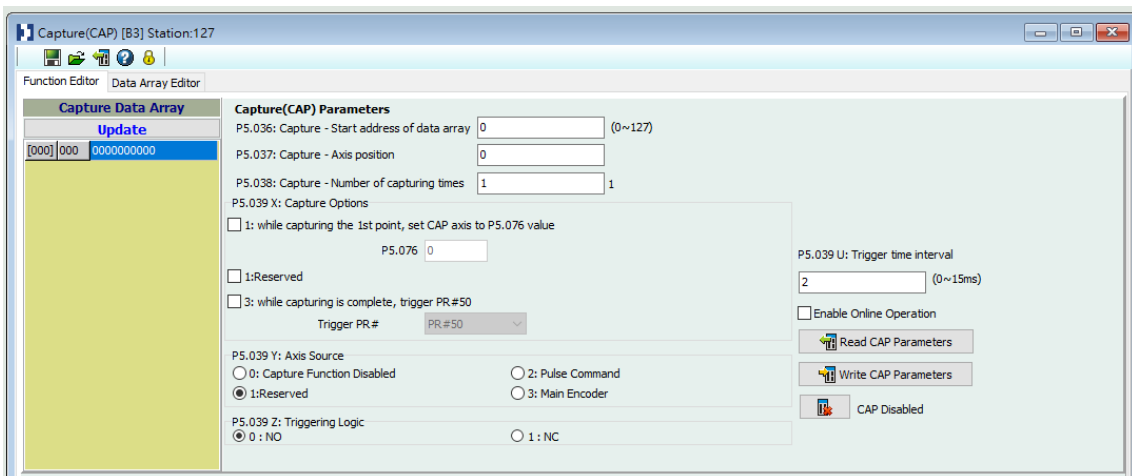 Capture(CAP) [B3] Station:127
Function Editor Data Array Editor
Capture Data Array
Update
[000] 000 0000000000
Capture(CAP) Parameters
P5.036: Capture - Start address of data array 0 (0~127)
P5.037: Capture - Axis position 0
P5.038: Capture - Number of capturing times 1 1
P5.039 X: Capture Options
1: while capturing the 1st point, set CAP axis to P5.076 value
P5.076 0
1:Reserved
3: while capturing is complete, trigger PR#50
Trigger PR# PR#50
P5.039 Y: Axis Source
0: Capture Function Disabled 2: Pulse Command
1:Reserved 3: Main Encoder
P5.039 Z: Triggering Logic
0 : NO 1 : NC
P5.039 U: Trigger time interval
2 (0~15ms)
Enable Online Operation
Read CAP Parameters
Write CAP Parameters
CAP Disabled